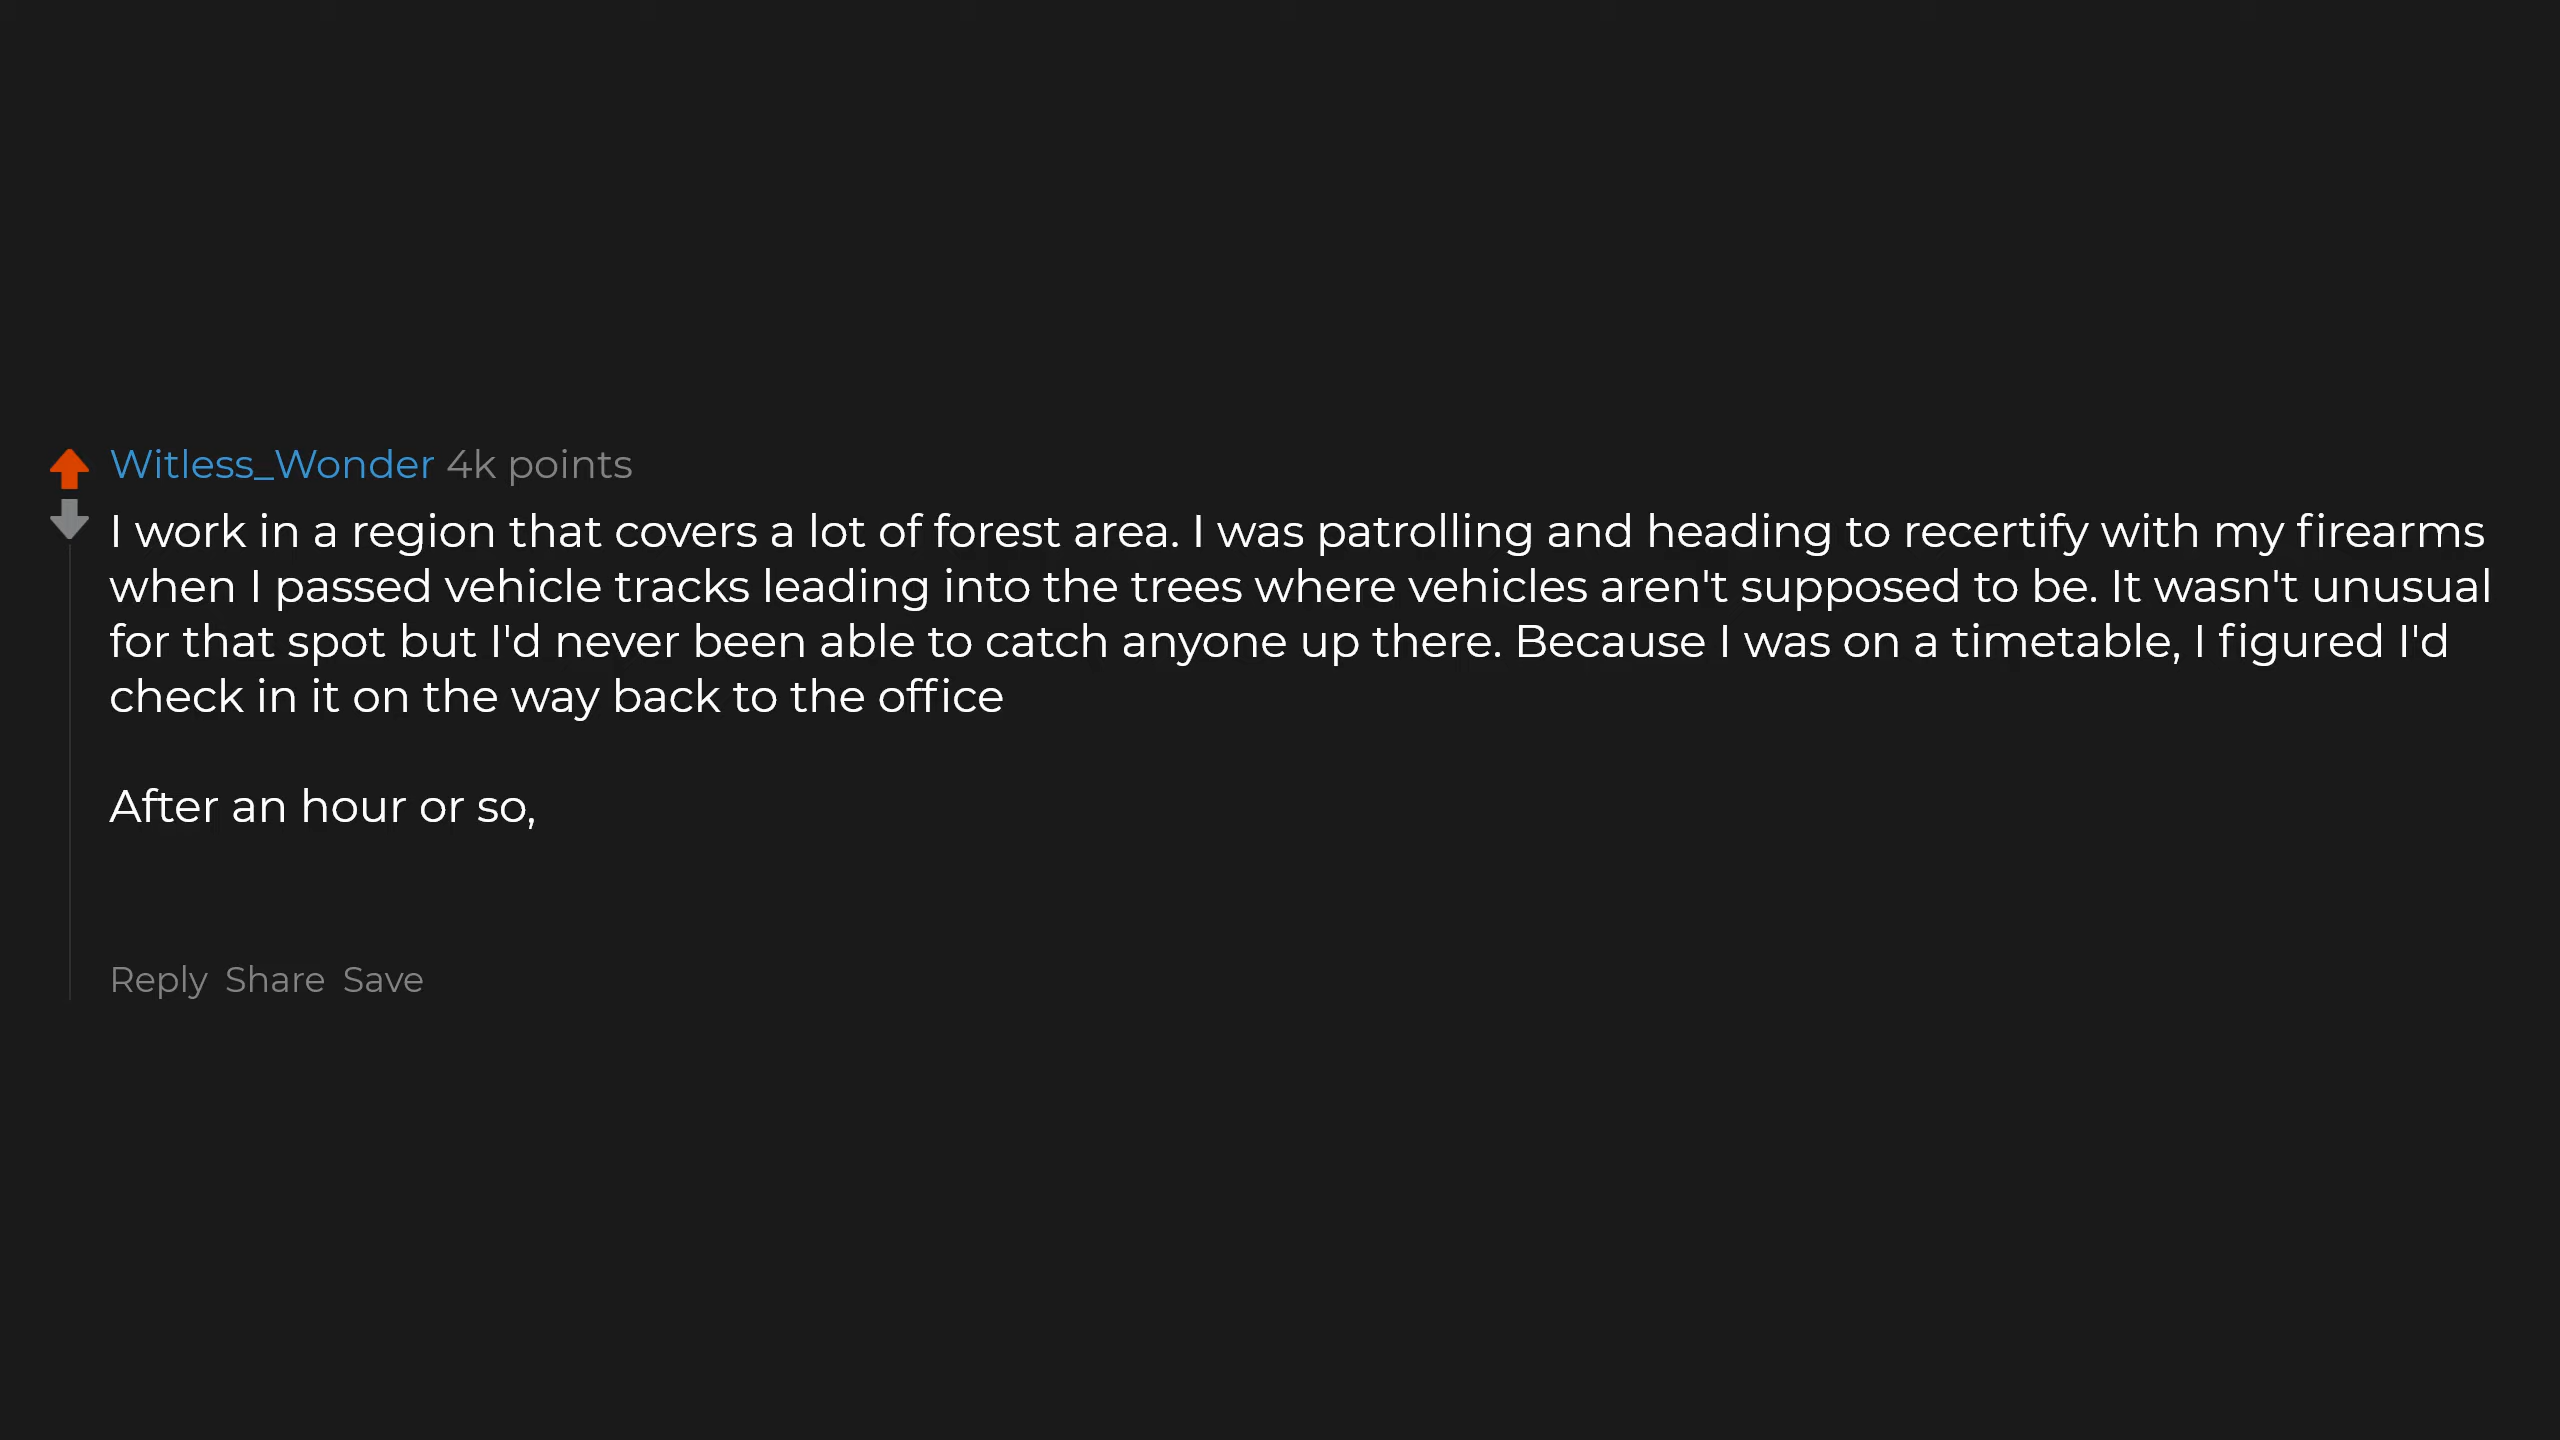 Witless_Wonder 4k points
I work in a region that covers a lot of forest area. I was patrolling and heading to recertify with my firearms
when I passed vehicle tracks leading into the trees where vehicles aren't supposed to be. It wasn't unusual
for that spot but I'd never been able to catch anyone up there. Because I was on a timetable, I figured I'd
check in it on the way back to the office
After an hour or so,
Reply Share Save